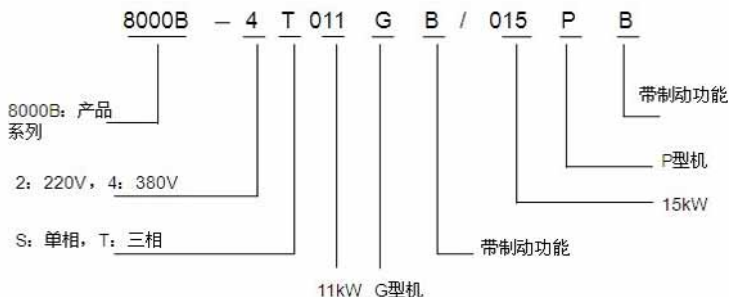 8000B - 4 T 011 G B / 015 P B
带制动功能
8000B：产品
系列
P型机
2：220V，4：380V
15kW
S：单相，T：三相
带制动功能
11kW G型机